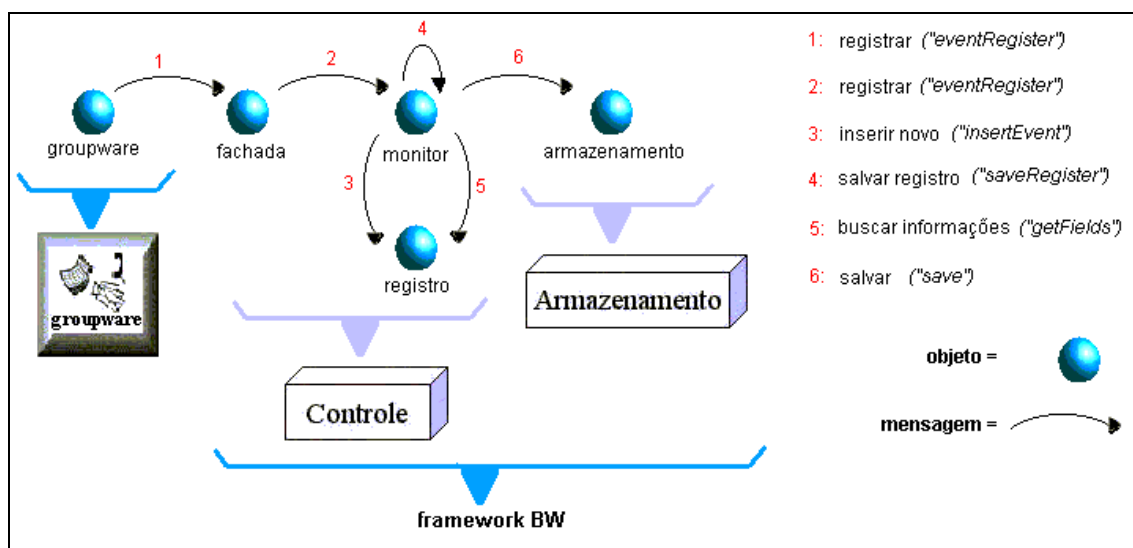 4
1
2
6
groupware
fachada
monitor
armazenamento
3
5
registro
groupware
Armazenamento
Controle
framework BW
1: registrar ("eventRegister")
2: registrar ("eventRegister")
3: inserir novo ("insertEvent")
4: salvar registro ("saveRegister")
5: buscar informações ("getFields")
6: salvar ("save")
objeto =
mensagem =